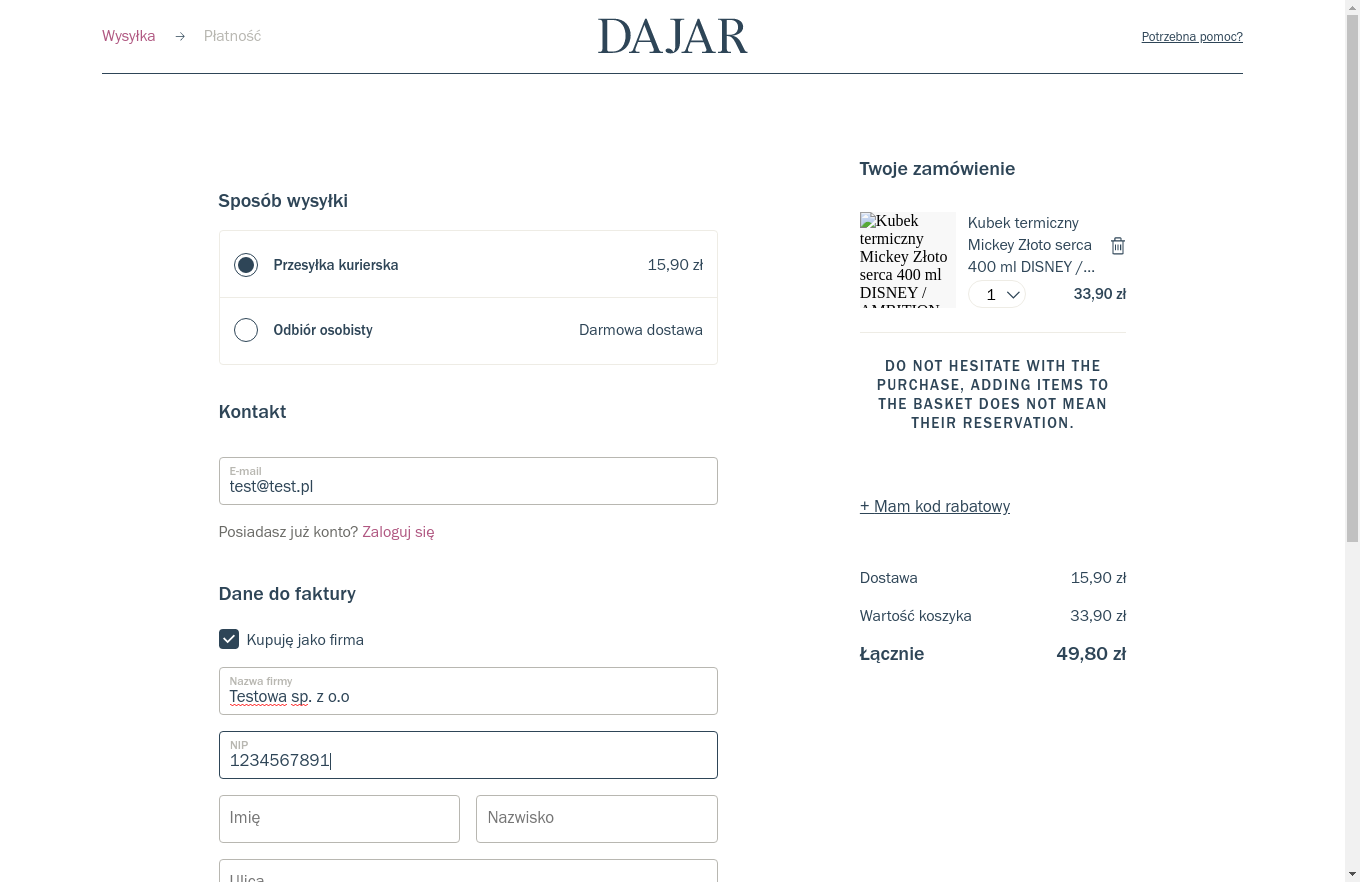 Wysyłka → Płatność
DAJAR
Potrzebna pomoc?
Sposób wysyłki
Przesyłka kurierska 15,90 zł
Odbiór osobisty Darmowa dostawa
Kontakt
E-mail
test@test.pl
Posiadasz już konto? Zaloguj się
Dane do faktury
Kupuję jako firma
Nazwa firmy
Testowa sp. z o.o
NIP
1234567891
Imię Nazwisko
Ulica
Twoje zamówienie
Kubek
termiczny
Mickey Złoto
serca 400 ml
DISNEY /
AMBITION
Kubek termiczny
Mickey Złoto serca
400 ml DISNEY /...
1 33,90 zł
DO NOT HESITATE WITH THE
PURCHASE, ADDING ITEMS TO
THE BASKET DOES NOT MEAN
THEIR RESERVATION.
+ Mam kod rabatowy
Dostawa 15,90 zł
Wartość koszyka 33,90 zł
Łącznie 49,80 zł